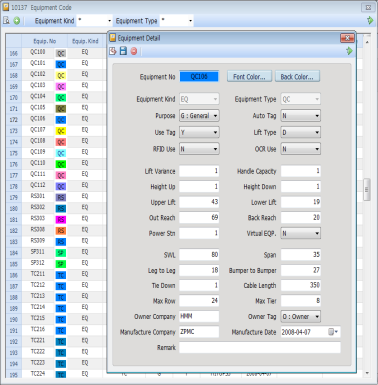 10137 Equipment Code
Equipment Kind * Equipment Type *
Equip. No Equip. Kind
166 QC100 QC EQ
167 QC101 QC EQ
168 QC102 QC EQ
169 QC103 QC EQ
170 QC104 QC EQ
171 QC105 QC EQ
172 QC106 QC EQ
173 QC107 QC EQ
174 QC108 QC EQ
175 QC109 QC EQ
176 QC110 QC EQ
177 QC111 QC EQ
178 QC112 QC EQ
179 RS301 RS EQ
180 RS302 RS EQ
181 RS305 RS EQ
182 RS308 RS EQ
183 RS309 RS EQ
184 SP311 SP EQ
185 SP312 SP EQ
186 TC211 TC EQ
187 TC212 TC EQ
188 TC213 TC EQ
189 TC214 TC EQ
190 TC215 TC EQ
191 TC216 TC EQ
192 TC222 TC EQ
193 TC223 TC EQ
194 TC224 TC EQ
195
Equipment Detail
Equipment No QC106 Font Color... Back Color...
Equipment Kind EQ Equipment Type QC
Purpose G : General Auto Tag N
Use Tag Y Lift Type D
RFID Use N OCR Use N
Lift Variance 1 Handle Capacity 1
Height Up 1 Height Down 1
Upper Lift 43 Lower Lift 19
Out Reach 69 Back Reach 20
Power Stn 1 Virtual EQP. N
SWL 80 Span 35
Leg to Leg 18 Bumper to Bumper 27
Tie Down 1 Cable Length 350
Max Row 24 Max Tier 8
Owner Company HMM Owner Tag O : Owner
Manufacture Company ZPMC Manufacture Date 2008-04-07
Remark